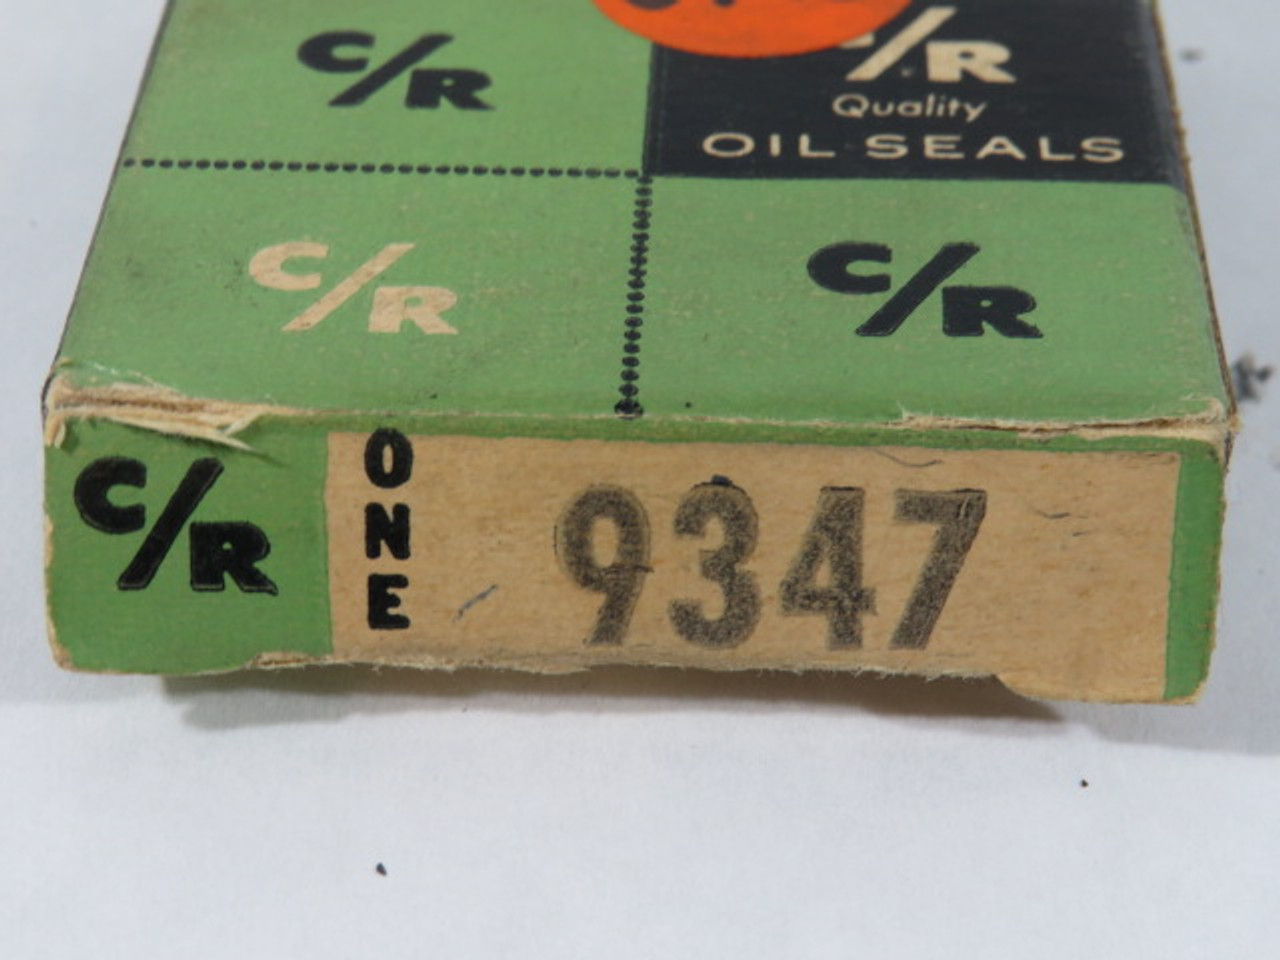 C/R
/R
Quality
OIL SEALS
C/R
C/R
C/R
ONE
9347